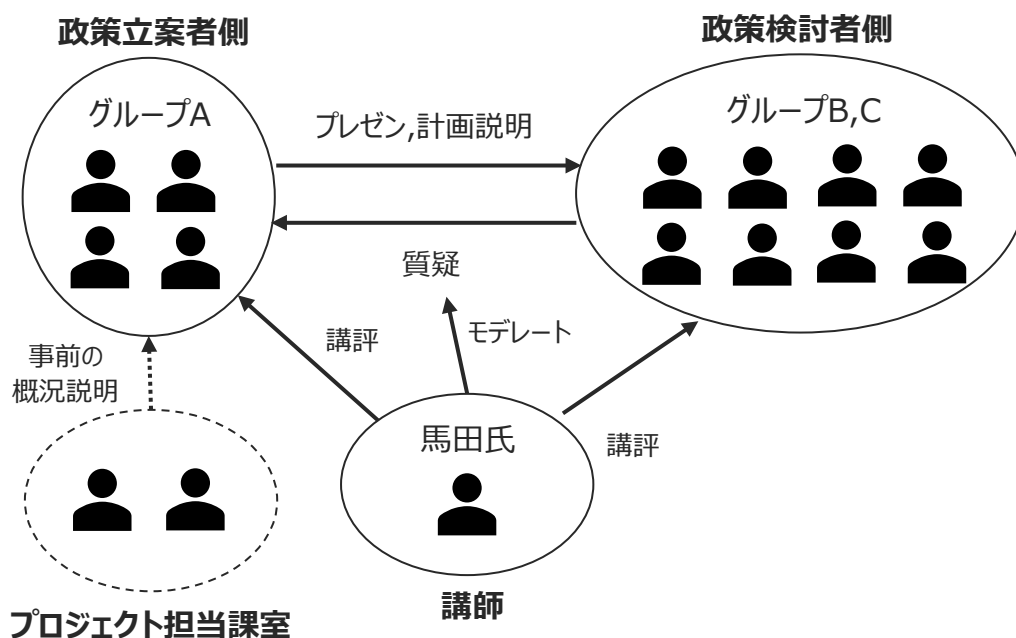 政策立案者側
政策検討者側
グループA
グループB,C
プレゼン,計画説明
質疑
講評
モデレート
事前の
概況説明
馬田氏
講評
講師
プロジェクト担当課室